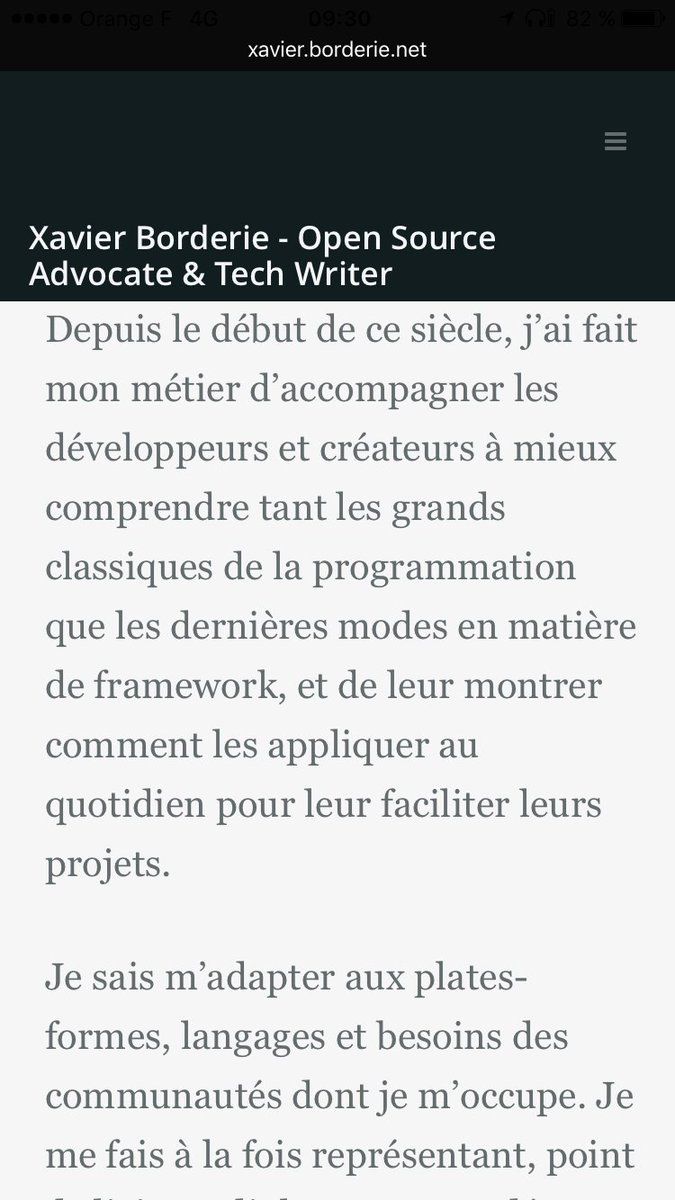 Orange F 4G 09:30 82 %
xavier.borderie.net
Xavier Borderie - Open Source
Advocate & Tech Writer
Depuis le début de ce siècle, j’ai fait
mon métier d’accompagner les
développeurs et créateurs à mieux
comprendre tant les grands
classiques de la programmation
que les dernières modes en matière
de framework, et de leur montrer
comment les appliquer au
quotidien pour leur faciliter leurs
projets.
Je sais m’adapter aux plates-
formes, langages et besoins des
communautés dont je m’occupe. Je
me fais à la fois représentant, point